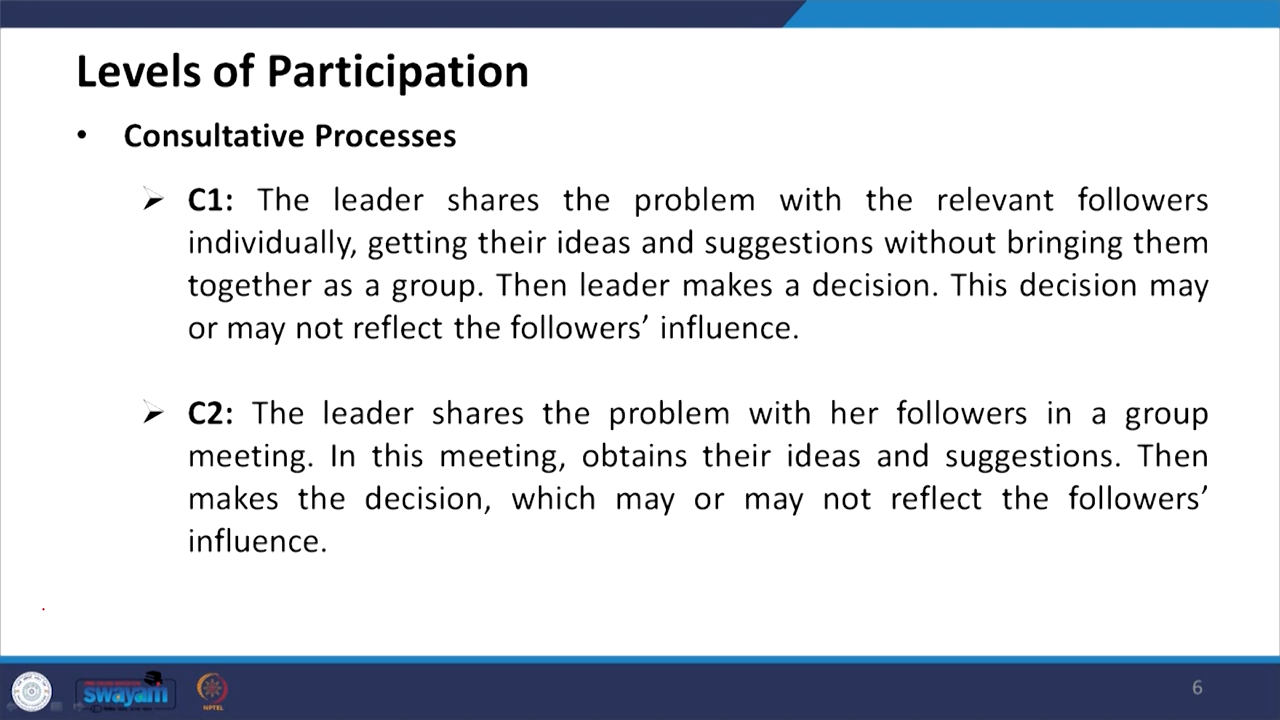 Levels of Participation
• Consultative Processes
➢ C1: The leader shares the problem with the relevant followers
individually, getting their ideas and suggestions without bringing them
together as a group. Then leader makes a decision. This decision may
or may not reflect the followers’ influence.
➢ C2: The leader shares the problem with her followers in a group
meeting. In this meeting, obtains their ideas and suggestions. Then
makes the decision, which may or may not reflect the followers’
influence.
swayam
NPTEL
6